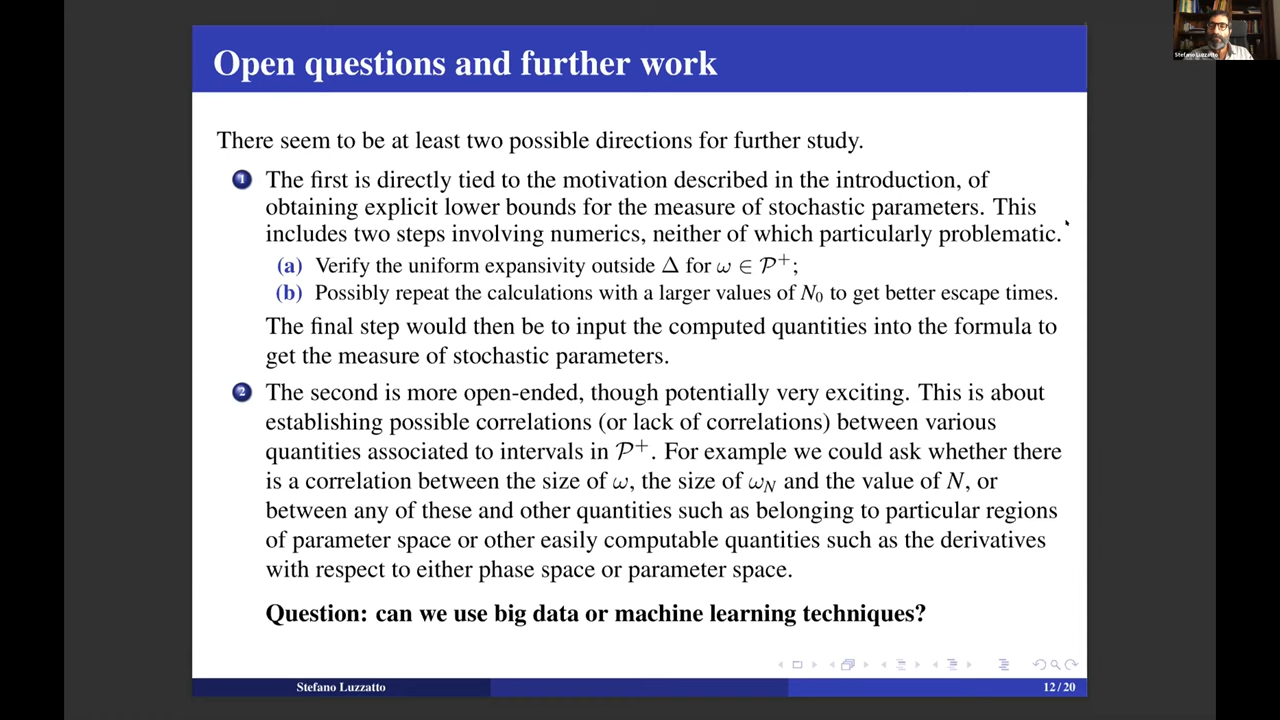 Stefano Luzzatto
Open questions and further work
There seem to be at least two possible directions for further study.
1 The first is directly tied to the motivation described in the introduction, of
obtaining explicit lower bounds for the measure of stochastic parameters. This
includes two steps involving numerics, neither of which particularly problematic.
(a) Verify the uniform expansivity outside Δ for ω ∈ 𝒫⁺;
(b) Possibly repeat the calculations with a larger values of N₀ to get better escape times.
The final step would then be to input the computed quantities into the formula to
get the measure of stochastic parameters.
2 The second is more open-ended, though potentially very exciting. This is about
establishing possible correlations (or lack of correlations) between various
quantities associated to intervals in 𝒫⁺. For example we could ask whether there
is a correlation between the size of ω, the size of ω_N and the value of N, or
between any of these and other quantities such as belonging to particular regions
of parameter space or other easily computable quantities such as the derivatives
with respect to either phase space or parameter space.
Question: can we use big data or machine learning techniques?
Stefano Luzzatto
12 / 20